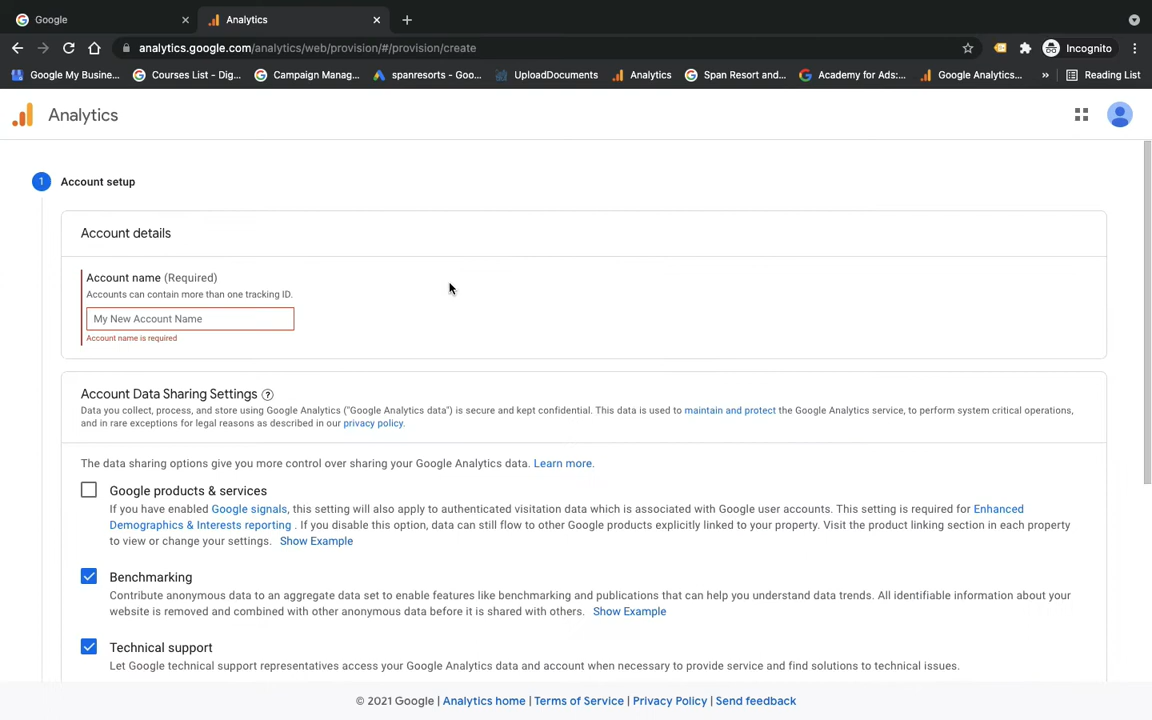 Google
Analytics
analytics.google.com/analytics/web/provision/#/provision/create
Incognito
Google My Busine...
Courses List - Dig...
Campaign Manag...
spanresorts - Goo...
UploadDocuments
Analytics
Span Resort and...
Academy for Ads:...
Google Analytics...
Reading List
Analytics
1 Account setup
Account details
Account name (Required)
Accounts can contain more than one tracking ID.
My New Account Name
Account name is required
Account Data Sharing Settings
Data you collect, process, and store using Google Analytics ("Google Analytics data") is secure and kept confidential. This data is used to maintain and protect the Google Analytics service, to perform system critical operations,
and in rare exceptions for legal reasons as described in our privacy policy.
The data sharing options give you more control over sharing your Google Analytics data. Learn more.
Google products & services
If you have enabled Google signals, this setting will also apply to authenticated visitation data which is associated with Google user accounts. This setting is required for Enhanced
Demographics & Interests reporting . If you disable this option, data can still flow to other Google products explicitly linked to your property. Visit the product linking section in each property
to view or change your settings. Show Example
Benchmarking
Contribute anonymous data to an aggregate data set to enable features like benchmarking and publications that can help you understand data trends. All identifiable information about your
website is removed and combined with other anonymous data before it is shared with others. Show Example
Technical support
Let Google technical support representatives access your Google Analytics data and account when necessary to provide service and find solutions to technical issues.
© 2021 Google | Analytics home | Terms of Service | Privacy Policy | Send feedback